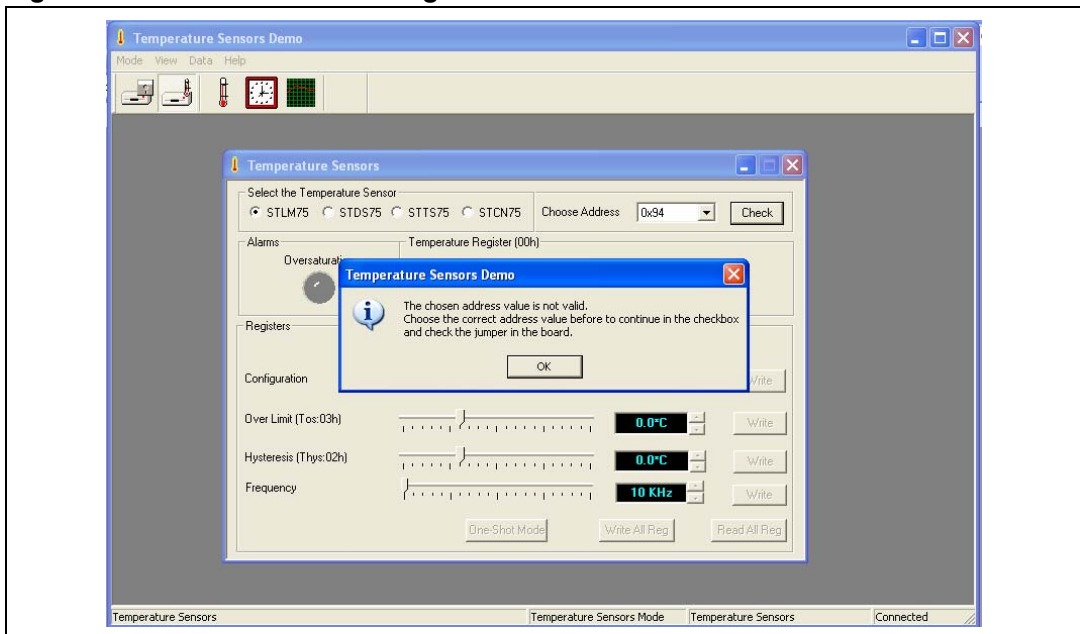 Temperature Sensors Demo
Mode View Data Help
Temperature Sensors
Select the Temperature Sensor
STLM75 STDS75 STTS75 STCN75 Choose Address 0x94 Check
Alarms Temperature Register (00h)
Temperature Sensors Demo
The chosen address value is not valid.
Choose the correct address value before to continue in the checkbox
and check the jumper in the board.
OK
Registers
Configuration Write
Over Limit (Tos:03h) 0.0°C Write
Hysteresis (Thys:02h) 0.0°C Write
Frequency 10 KHz Write
One-Shot Mode Write All Reg Read All Reg
Temperature Sensors Temperature Sensors Mode Temperature Sensors Connected